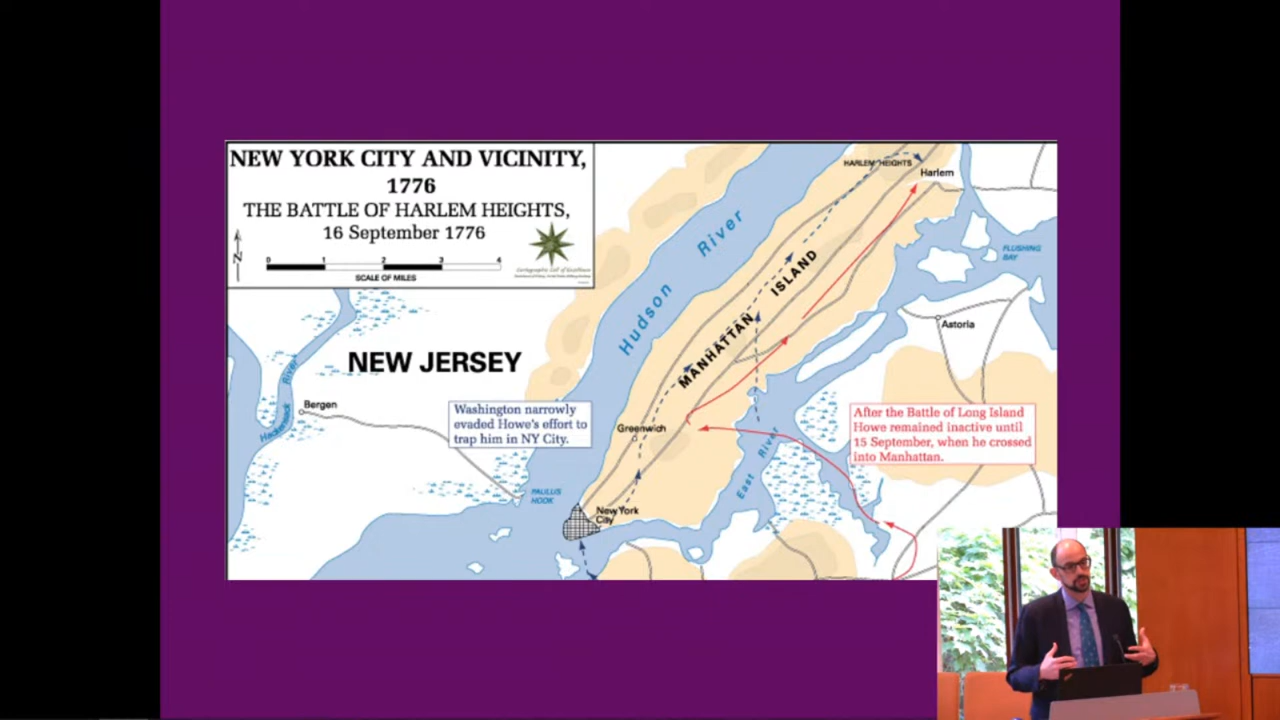 NEW YORK CITY AND VICINITY,
1776
THE BATTLE OF HARLEM HEIGHTS,
16 September 1776
N
0 1 2 3 4
SCALE OF MILES
HARLEM HEIGHTS
Harlem
Hudson River
MANHATTAN ISLAND
FLUSHING
BAY
Astoria
NEW JERSEY
Hackensack River
Bergen
Washington narrowly
evaded Howe's effort to
trap him in NY City.
Greenwich
After the Battle of Long Island
Howe remained inactive until
15 September, when he crossed
into Manhattan.
East River
PAULUS
HOOK
New York
City